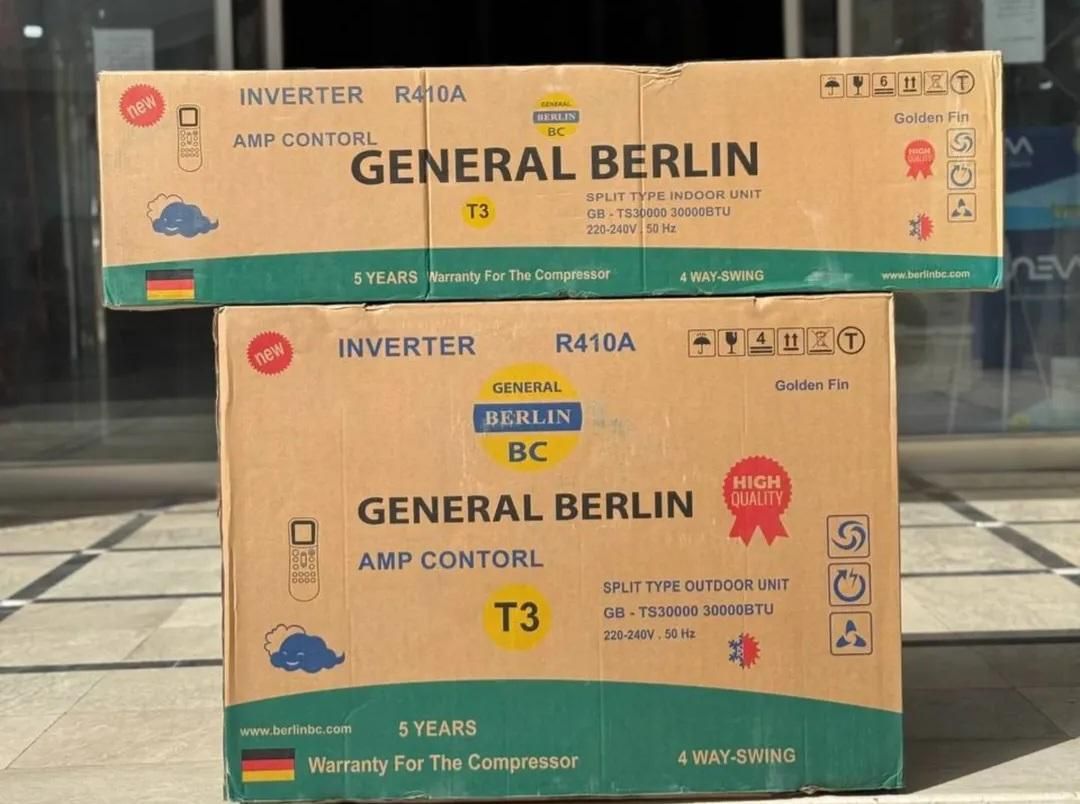 new
INVERTER R410A
6
T
AMP CONTORL
GENERAL
BERLIN
BC
Golden Fin
HIGH
QUALITY
GENERAL BERLIN
T3
SPLIT TYPE INDOOR UNIT
GB - TS30000 30000BTU
220-240V . 50 Hz
5 YEARS Warranty For The Compressor
4 WAY-SWING
www.berlinbc.com
new
INVERTER R410A
4
T
Golden Fin
GENERAL
BERLIN
BC
HIGH
QUALITY
GENERAL BERLIN
AMP CONTORL
T3
SPLIT TYPE OUTDOOR UNIT
GB - TS30000 30000BTU
220-240V . 50 Hz
www.berlinbc.com
5 YEARS
Warranty For The Compressor
4 WAY-SWING